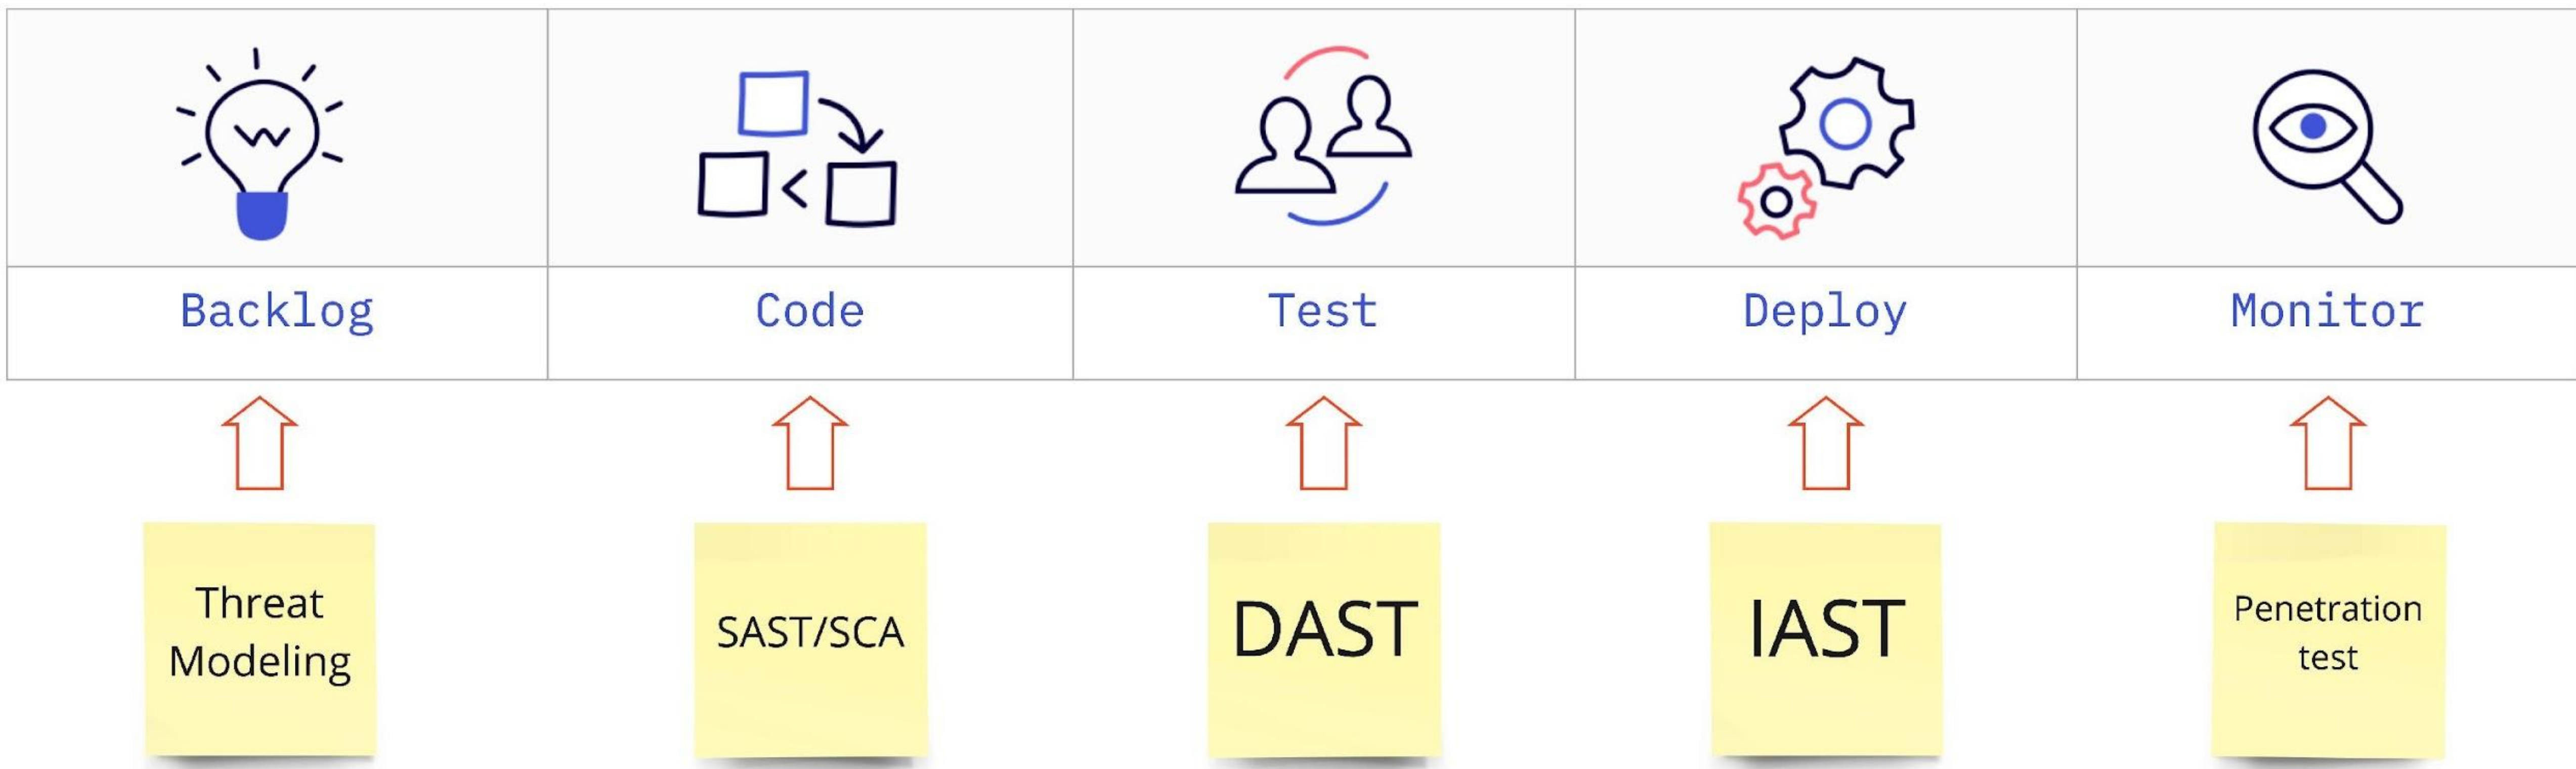 Backlog
Code
Test
Deploy
Monitor
Threat
Modeling
SAST/SCA
DAST
IAST
Penetration
test